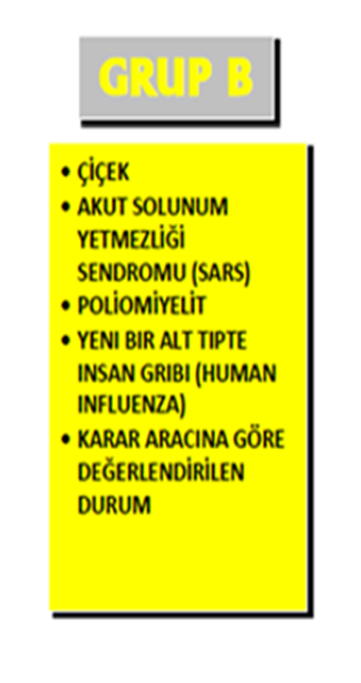 GRUP B
• ÇİÇEK
• AKUT SOLUNUM
YETMEZLİĞİ
SENDROMU (SARS)
• POLİOMİYELİT
• YENI BIR ALT TIPTE
INSAN GRIBI (HUMAN
INFLUENZA)
• KARAR ARACINA GÖRE
DEĞERLENDİRİLEN
DURUM